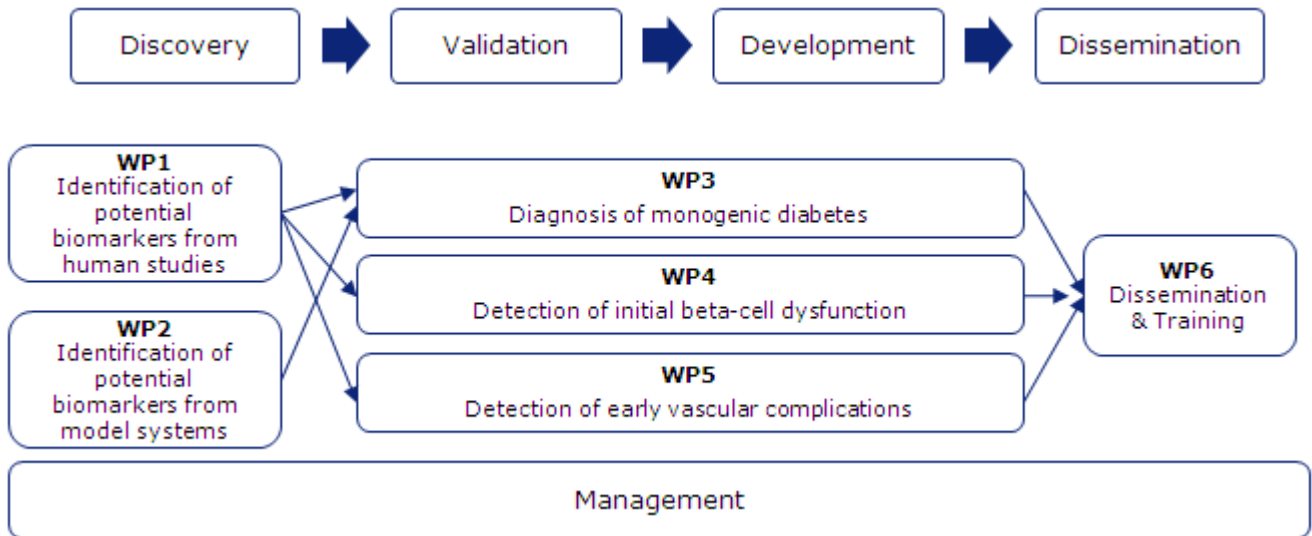 Discovery
Validation
Development
Dissemination
WP1
Identification of
potential
biomarkers from
human studies
WP2
Identification of
potential
biomarkers from
model systems
WP3
Diagnosis of monogenic diabetes
WP4
Detection of initial beta-cell dysfunction
WP5
Detection of early vascular complications
WP6
Dissemination
& Training
Management